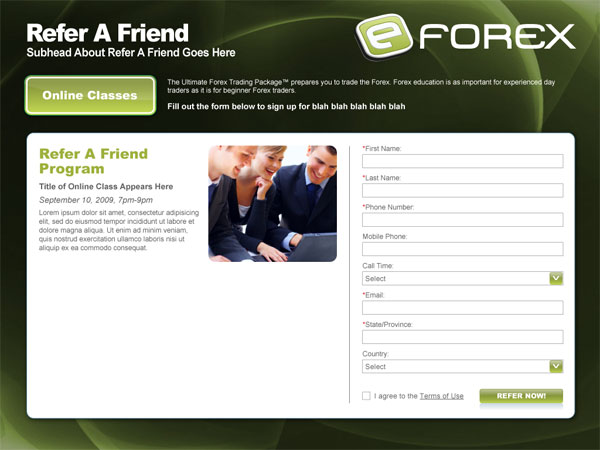 Refer A Friend
Subhead About Refer A Friend Goes Here
e FOREX
Online Classes
The Ultimate Forex Trading Package™ prepares you to trade the Forex. Forex education is as important for experienced day
traders as it is for beginner Forex traders.
Fill out the form below to sign up for blah blah blah blah blah
Refer A Friend
Program
Title of Online Class Appears Here
September 10, 2009, 7pm-9pm
Lorem ipsum dolor sit amet, consectetur adipisicing
elit, sed do eiusmod tempor incididunt ut labore et
dolore magna aliqua. Ut enim ad minim veniam,
quis nostrud exercitation ullamco laboris nisi ut
aliquip ex ea commodo consequat.
*First Name:
*Last Name:
*Phone Number:
Mobile Phone:
Call Time:
Select
*Email:
*State/Province:
Country:
Select
I agree to the Terms of Use
REFER NOW!